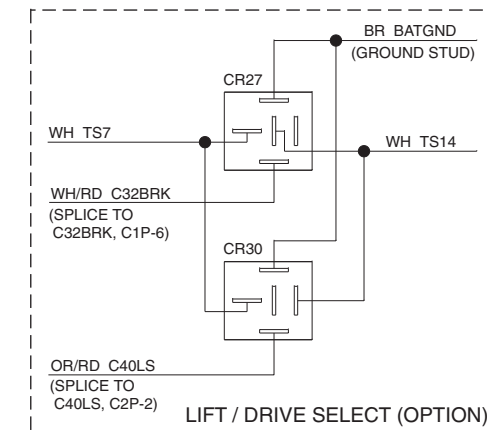 BR BATGND
(GROUND STUD)
CR27
WH TS7
WH TS14
WH/RD C32BRK
(SPLICE TO
C32BRK, C1P-6)
CR30
OR/RD C40LS
(SPLICE TO
C40LS, C2P-2)
LIFT / DRIVE SELECT (OPTION)